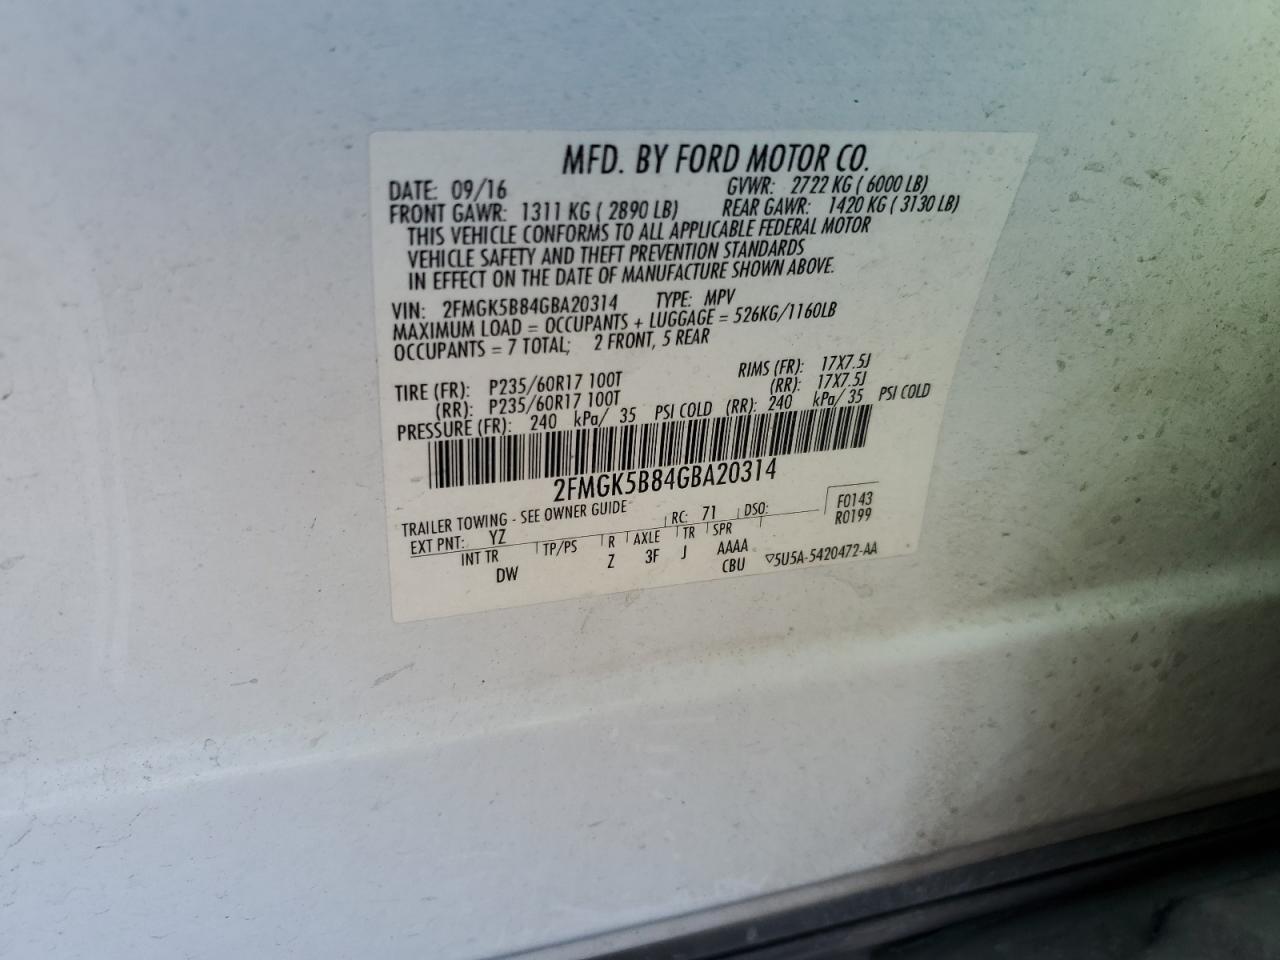 MFD. BY FORD MOTOR CO.
DATE: 09/16 GVWR: 2722 KG ( 6000 LB)
FRONT GAWR: 1311 KG ( 2890 LB) REAR GAWR: 1420 KG ( 3130 LB)
THIS VEHICLE CONFORMS TO ALL APPLICABLE FEDERAL MOTOR
VEHICLE SAFETY AND THEFT PREVENTION STANDARDS
IN EFFECT ON THE DATE OF MANUFACTURE SHOWN ABOVE.
VIN: 2FMGK5B84GBA20314 TYPE: MPV
MAXIMUM LOAD = OCCUPANTS + LUGGAGE = 526KG/1160LB
OCCUPANTS = 7 TOTAL; 2 FRONT, 5 REAR
TIRE (FR): P235/60R17 100T RIMS (FR): 17X7.5J
(RR): P235/60R17 100T (RR): 17X7.5J
PRESSURE (FR): 240 kPa/ 35 PSI COLD (RR): 240 kPa/ 35 PSI COLD
2FMGK5B84GBA20314
TRAILER TOWING - SEE OWNER GUIDE
EXT PNT: YZ RC: 71 DSO: F0143
R0199
INT TR TP/PS R AXLE TR SPR
DW Z 3F J AAAA
CBU ▽5U5A-5420472-AA